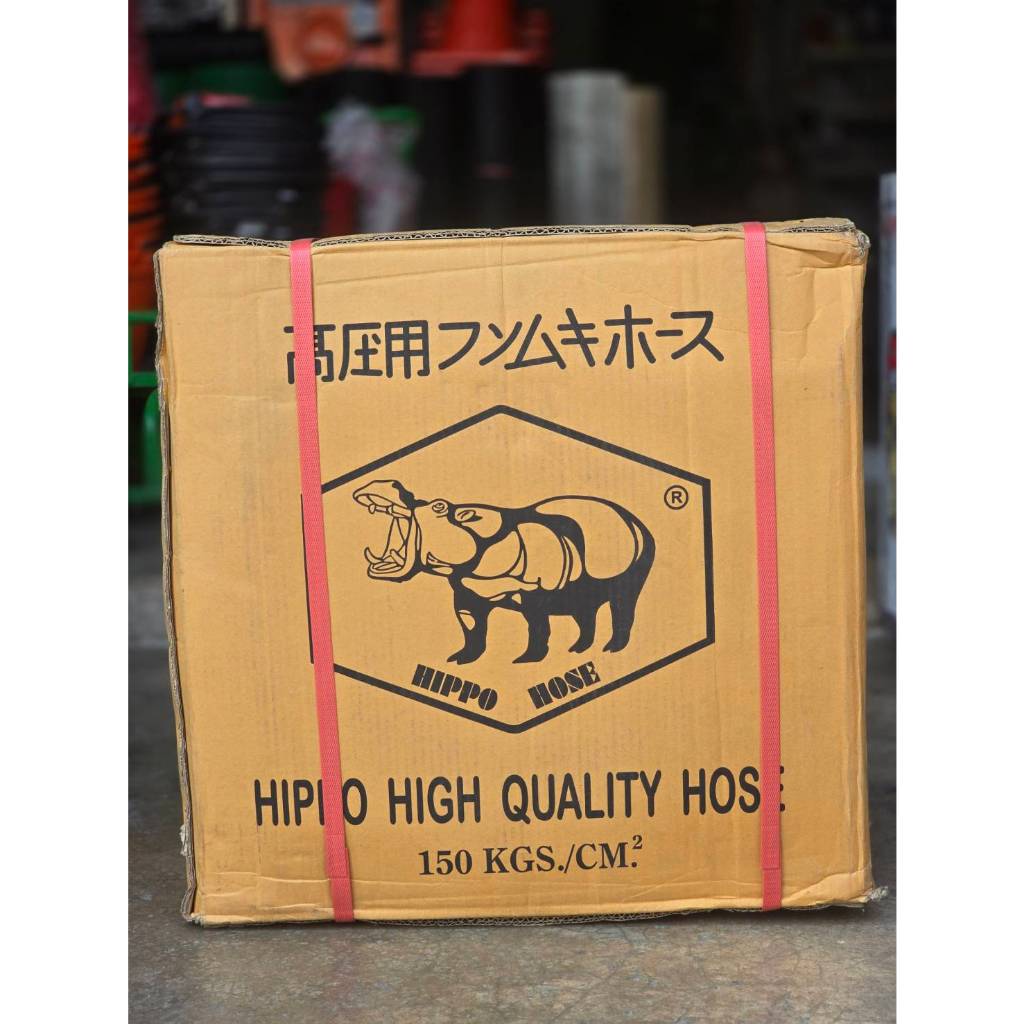 高圧用フソムキホース
®
HIPPO HOSE
HIPPO HIGH QUALITY HOSE
150 KGS./CM.²